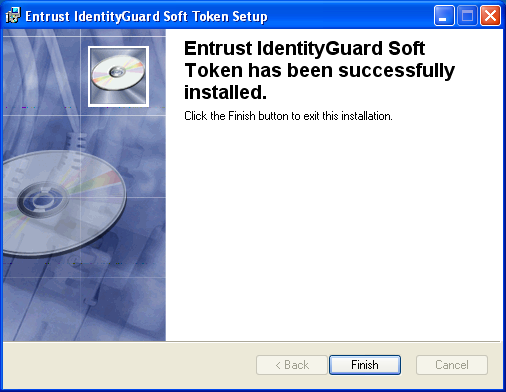 Entrust IdentityGuard Soft Token Setup
Entrust IdentityGuard Soft
Token has been successfully
installed.
Click the Finish button to exit this installation.
< Back
Finish
Cancel